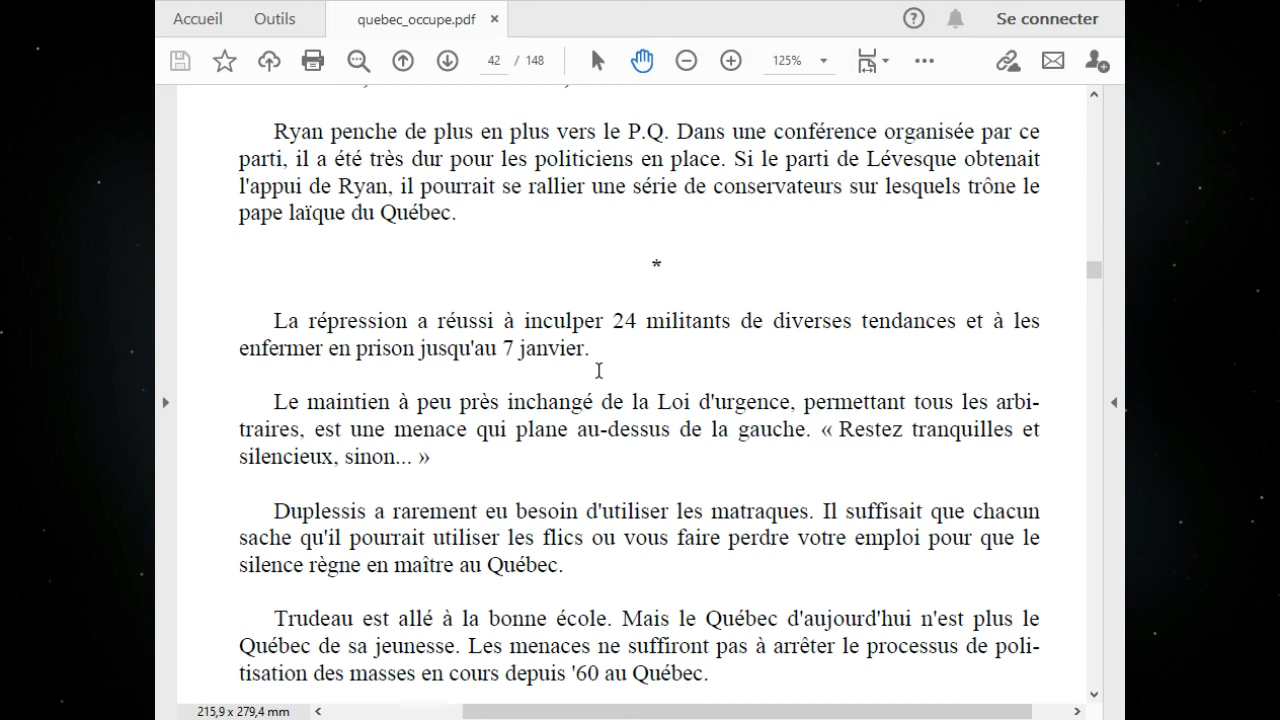 Accueil Outils quebec_occupe.pdf × ? Se connecter
42 / 148 125%
Ryan penche de plus en plus vers le P.Q. Dans une conférence organisée par ce
parti, il a été très dur pour les politiciens en place. Si le parti de Lévesque obtenait
l'appui de Ryan, il pourrait se rallier une série de conservateurs sur lesquels trône le
pape laïque du Québec.
*
La répression a réussi à inculper 24 militants de diverses tendances et à les
enfermer en prison jusqu'au 7 janvier.
Le maintien à peu près inchangé de la Loi d'urgence, permettant tous les arbi-
traires, est une menace qui plane au-dessus de la gauche. « Restez tranquilles et
silencieux, sinon... »
Duplessis a rarement eu besoin d'utiliser les matraques. Il suffisait que chacun
sache qu'il pourrait utiliser les flics ou vous faire perdre votre emploi pour que le
silence règne en maître au Québec.
Trudeau est allé à la bonne école. Mais le Québec d'aujourd'hui n'est plus le
Québec de sa jeunesse. Les menaces ne suffiront pas à arrêter le processus de poli-
tisation des masses en cours depuis '60 au Québec.
215,9 x 279,4 mm